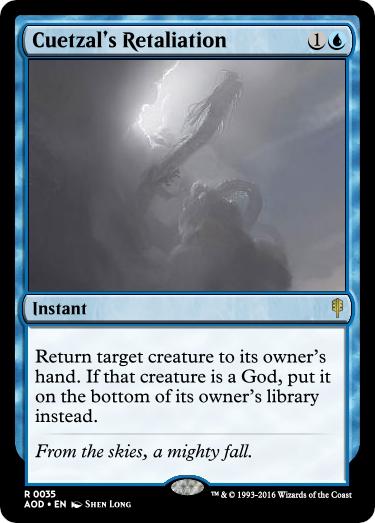 Cuetzal's Retaliation 1
Instant
Return target creature to its owner's
hand. If that creature is a God, put it
on the bottom of its owner's library
instead.
From the skies, a mighty fall.
R 0035
AOD • EN Shen Long
™ & © 1993-2016 Wizards of the Coast